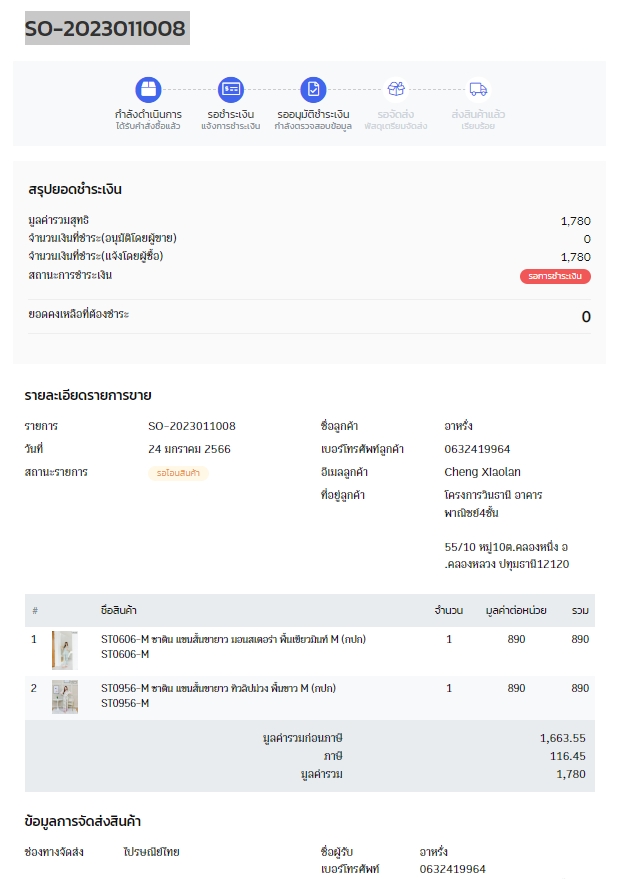 SO-2023011008
กำลังดำเนินการ
ได้รับคำสั่งซื้อแล้ว
รอชำระเงิน
แจ้งการชำระเงิน
รออนุมัติชำระเงิน
กำลังตรวจสอบข้อมูล
รอจัดส่ง
พัสดุเตรียมจัดส่ง
ส่งสินค้าแล้ว
เรียบร้อย
สรุปยอดชำระเงิน
มูลค่ารวมสุทธิ 1,780
จำนวนเงินที่ชำระ(อนุมัติโดยผู้ขาย) 0
จำนวนเงินที่ชำระ(แจ้งโดยผู้ซื้อ) 1,780
สถานะการชำระเงิน รอการชำระเงิน
ยอดคงเหลือที่ต้องชำระ 0
รายละเอียดรายการขาย
รายการ SO-2023011008
วันที่ 24 มกราคม 2566
สถานะรายการ รอโอนสินค้า
ชื่อลูกค้า อาหรั่ง
เบอร์โทรศัพท์ลูกค้า 0632419964
อีเมลลูกค้า Cheng XIaolan
ที่อยู่ลูกค้า โครงการวินธานี อาคาร
พาณิชย์4ชั้น
55/10 หมู่10ต.คลองหนึ่ง อ
.คลองหลวง ปทุมธานี12120
# ชื่อสินค้า จำนวน มูลค่าต่อหน่วย รวม
1 ST0606-M ซาติน แขนสั้นขายาว มอนสเตอร่า พื้นเขียวมินท์ M (กปก) 1 890 890
ST0606-M
2 ST0956-M ซาติน แขนสั้นขายาว ทิวลิปม่วง พื้นขาว M (กปก) 1 890 890
ST0956-M
มูลค่ารวมก่อนภาษี 1,663.55
ภาษี 116.45
มูลค่ารวม 1,780
ข้อมูลการจัดส่งสินค้า
ช่องทางจัดส่ง ไปรษณีย์ไทย
ชื่อผู้รับ อาหรั่ง
เบอร์โทรศัพท์ 0632419964